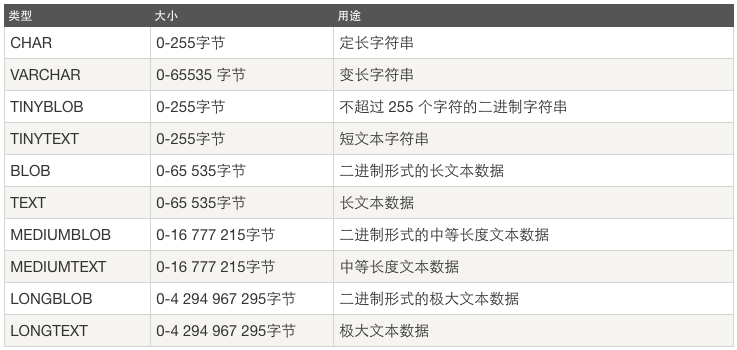 类型 大小 用途
CHAR 0-255字节 定长字符串
VARCHAR 0-65535 字节 变长字符串
TINYBLOB 0-255字节 不超过 255 个字符的二进制字符串
TINYTEXT 0-255字节 短文本字符串
BLOB 0-65 535字节 二进制形式的长文本数据
TEXT 0-65 535字节 长文本数据
MEDIUMBLOB 0-16 777 215字节 二进制形式的中等长度文本数据
MEDIUMTEXT 0-16 777 215字节 中等长度文本数据
LONGBLOB 0-4 294 967 295字节 二进制形式的极大文本数据
LONGTEXT 0-4 294 967 295字节 极大文本数据